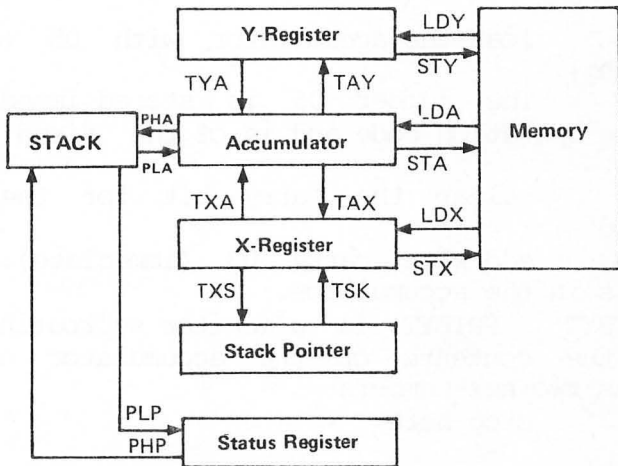 Y-Register
LDY
STY
TYA
TAY
PHA
STACK
PLA
Accumulator
LDA
STA
Memory
TXA
TAX
X-Register
LDX
STX
TXS
TSK
Stack Pointer
PLP
PHP
Status Register